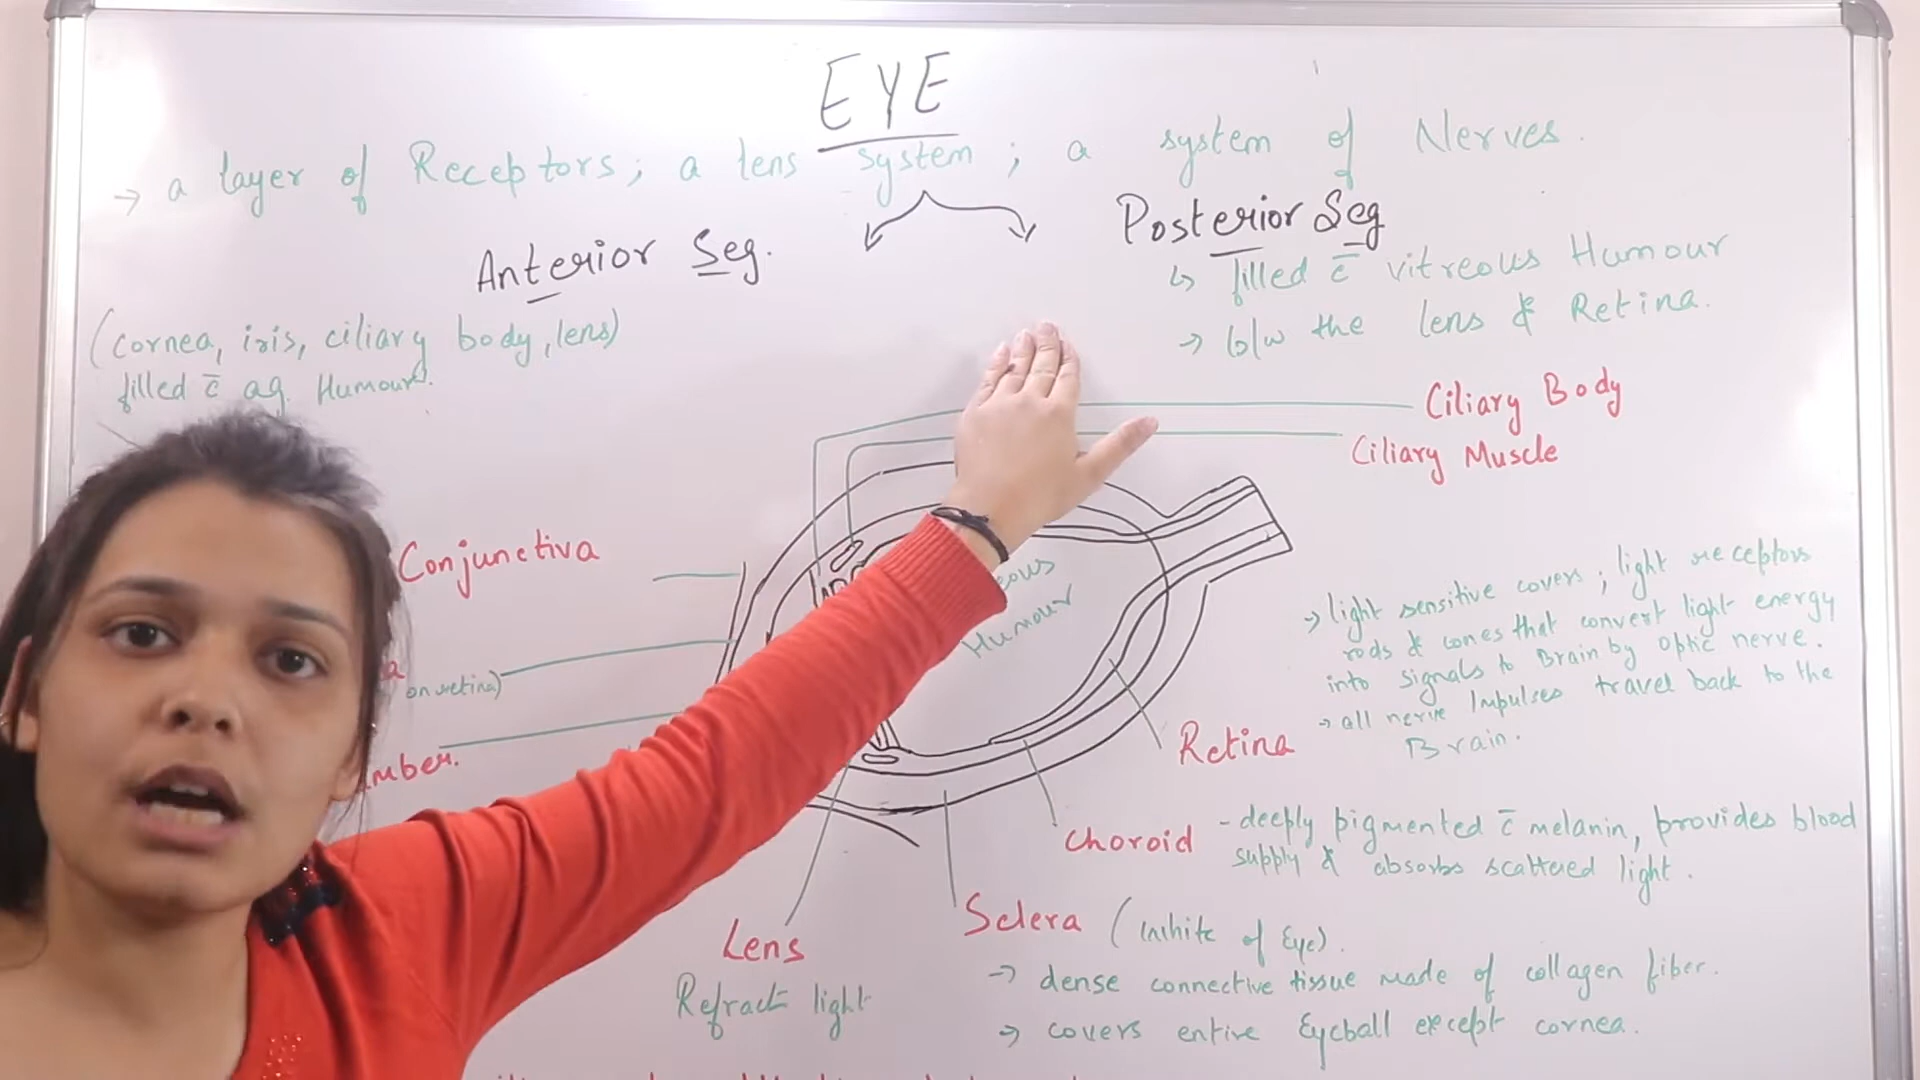 EYE
→ a layer of Receptors; a lens system; a system of Nerves.
Anterior Seg.
(cornea, iris, ciliary body, lens)
filled c̄ aq. Humour.
Posterior Seg
↳ filled c̄ vitreous Humour
→ b/w the lens & Retina.
Ciliary Body
Ciliary Muscle
Conjunctiva
on retina)
Humour
→ light sensitive covers; light receptors
rods & cones that convert light energy
into signals to Brain by optic nerve.
→ all nerve Impulses travel back to the
Brain.
Retina
Choroid - deeply pigmented c̄ melanin, provides blood
supply & absorbs scattered light.
Sclera (White of Eye).
→ dense connective tissue made of collagen fiber.
→ covers entire Eyeball except cornea.
Lens
Refract light